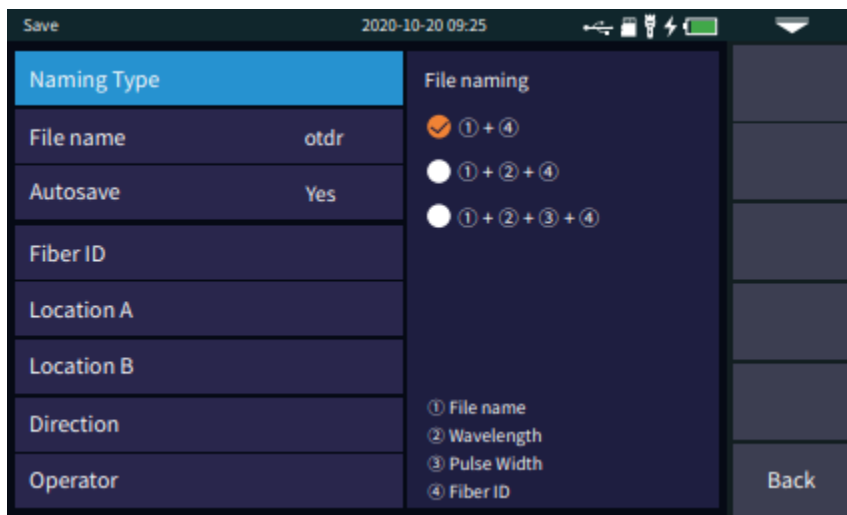 Save 2020-10-20 09:25
Naming Type
File name otdr
Autosave Yes
Fiber ID
Location A
Location B
Direction
Operator
File naming
①+④
①+②+④
①+②+③+④
① File name
② Wavelength
③ Pulse Width
④ Fiber ID
Back